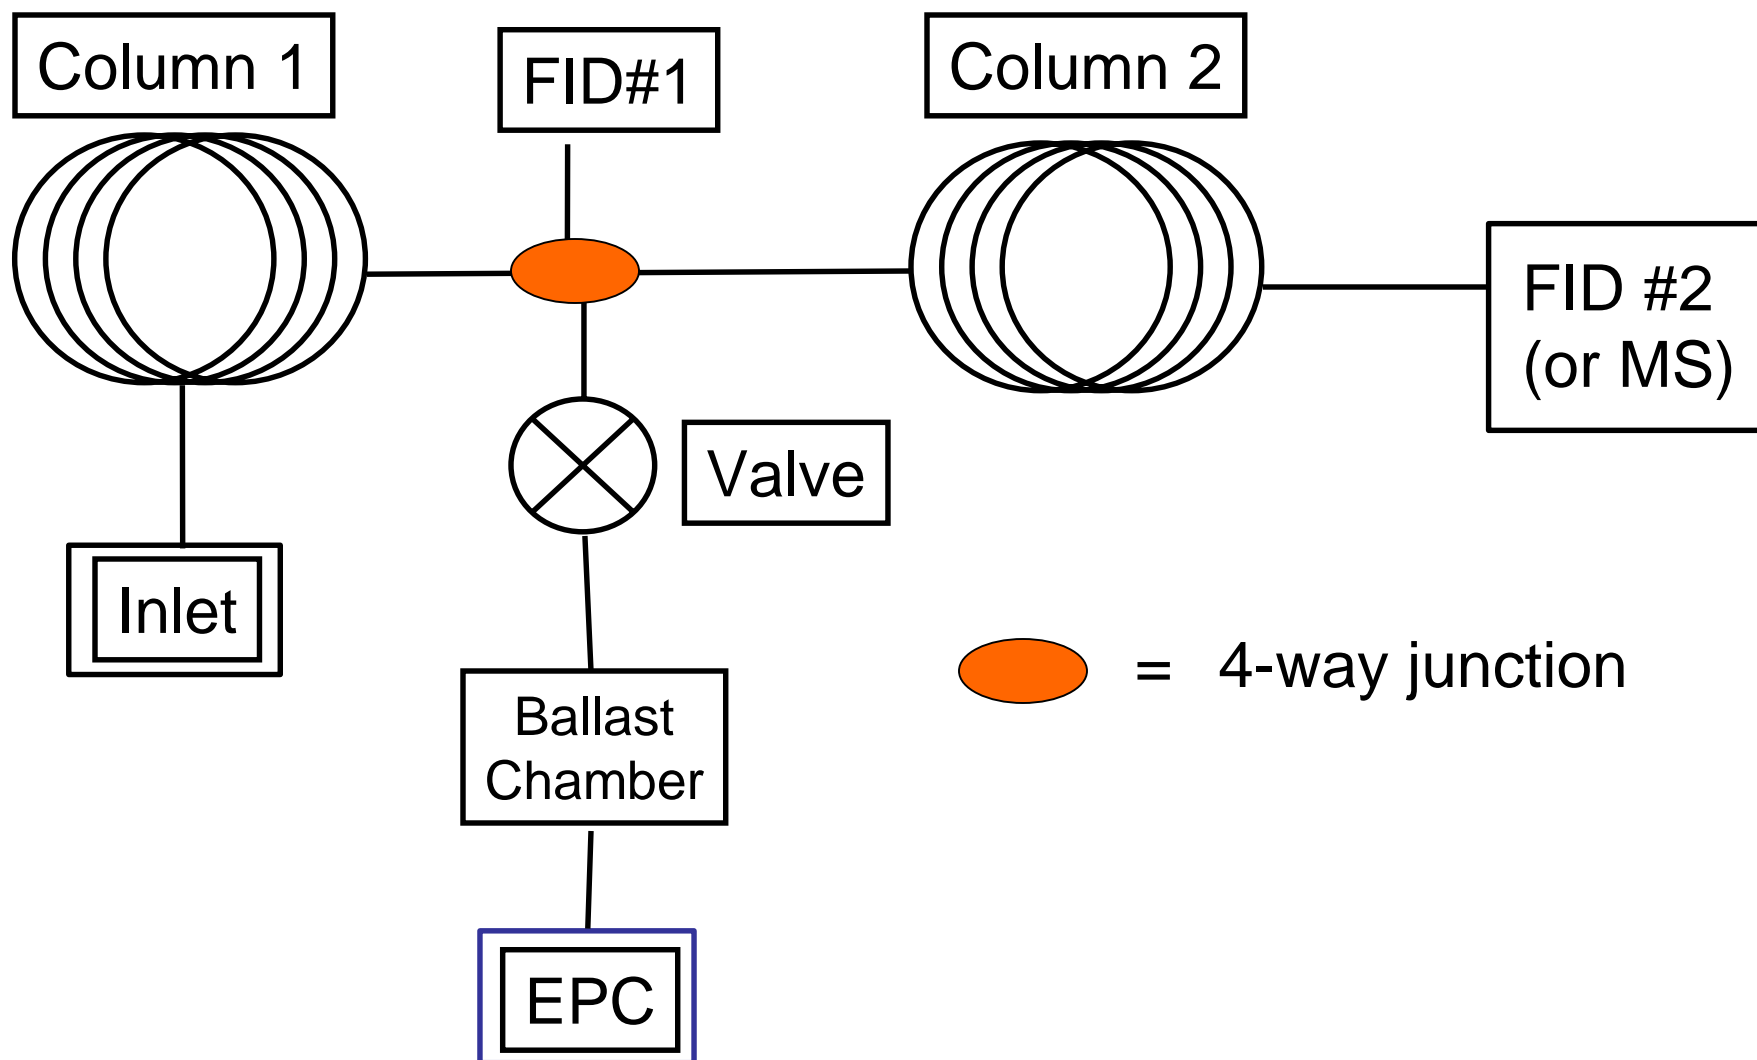 Column 1
FID#1
Column 2
FID #2
(or MS)
Valve
Inlet
= 4-way junction
Ballast
Chamber
EPC